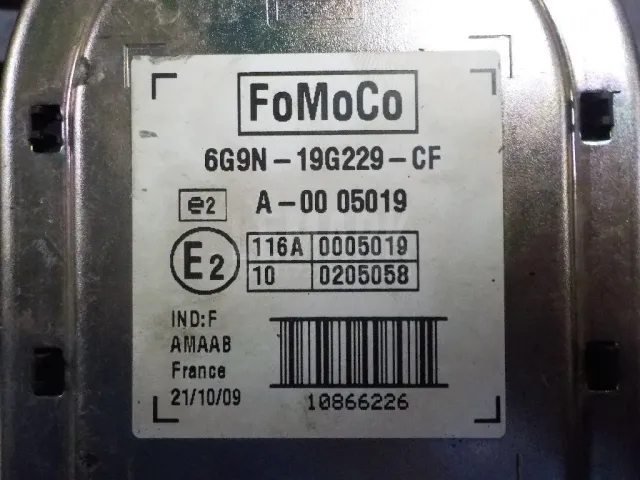 FoMoCo
6G9N-19G229-CF
e2 A-00 05019
E2 116A 0005019
10 0205058
IND:F
AMAAB
France
21/10/09
10866226